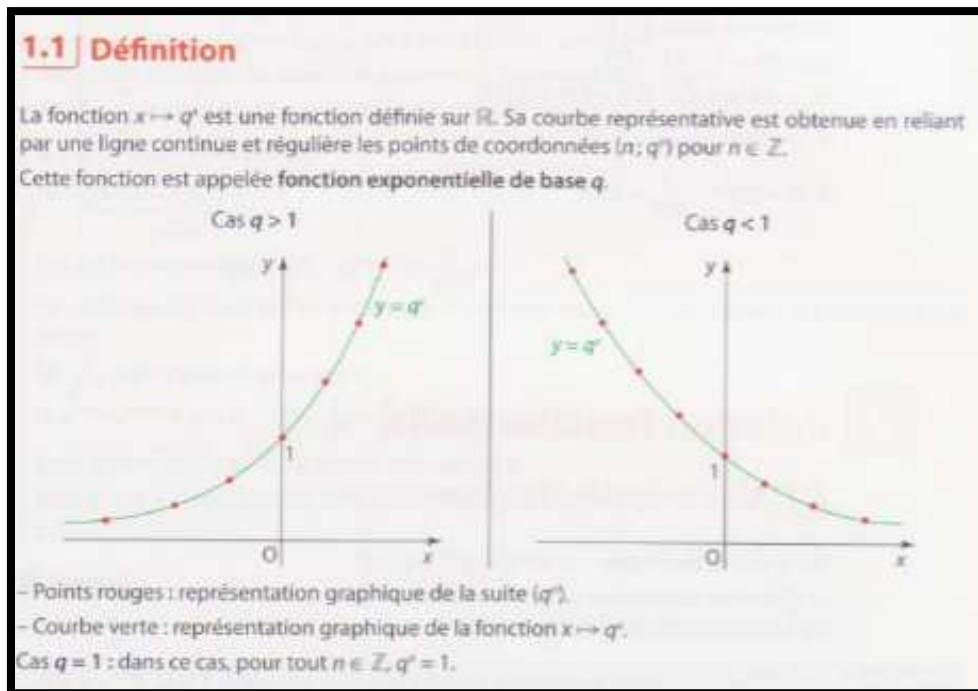 1.1 Définition
La fonction x ↦ qˣ est une fonction définie sur ℝ. Sa courbe représentative est obtenue en reliant
par une ligne continue et régulière les points de coordonnées (n ; qⁿ) pour n ∈ ℤ.
Cette fonction est appelée fonction exponentielle de base q.
Cas q > 1
Cas q < 1
y
y = qˣ
1
O
x
y
y = qˣ
1
O
x
– Points rouges : représentation graphique de la suite (qⁿ).
– Courbe verte : représentation graphique de la fonction x ↦ qˣ.
Cas q = 1 : dans ce cas, pour tout n ∈ ℤ, qⁿ = 1.